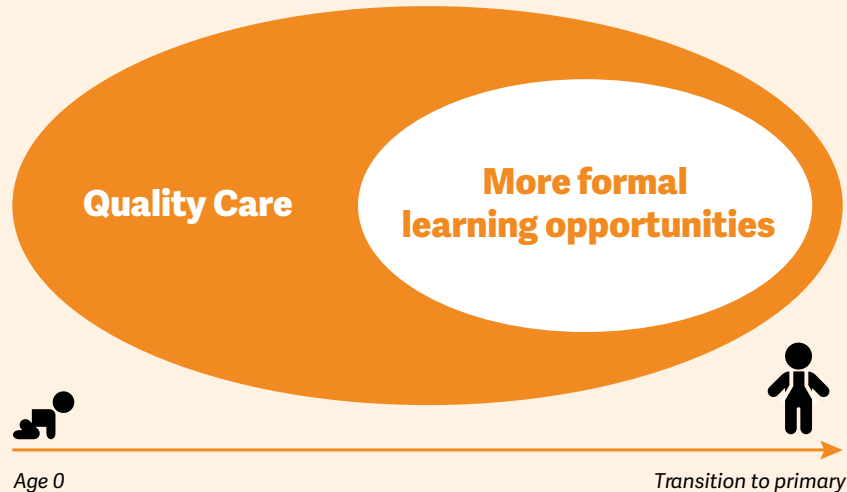 Quality Care
More formal
learning opportunities
Age 0
Transition to primary